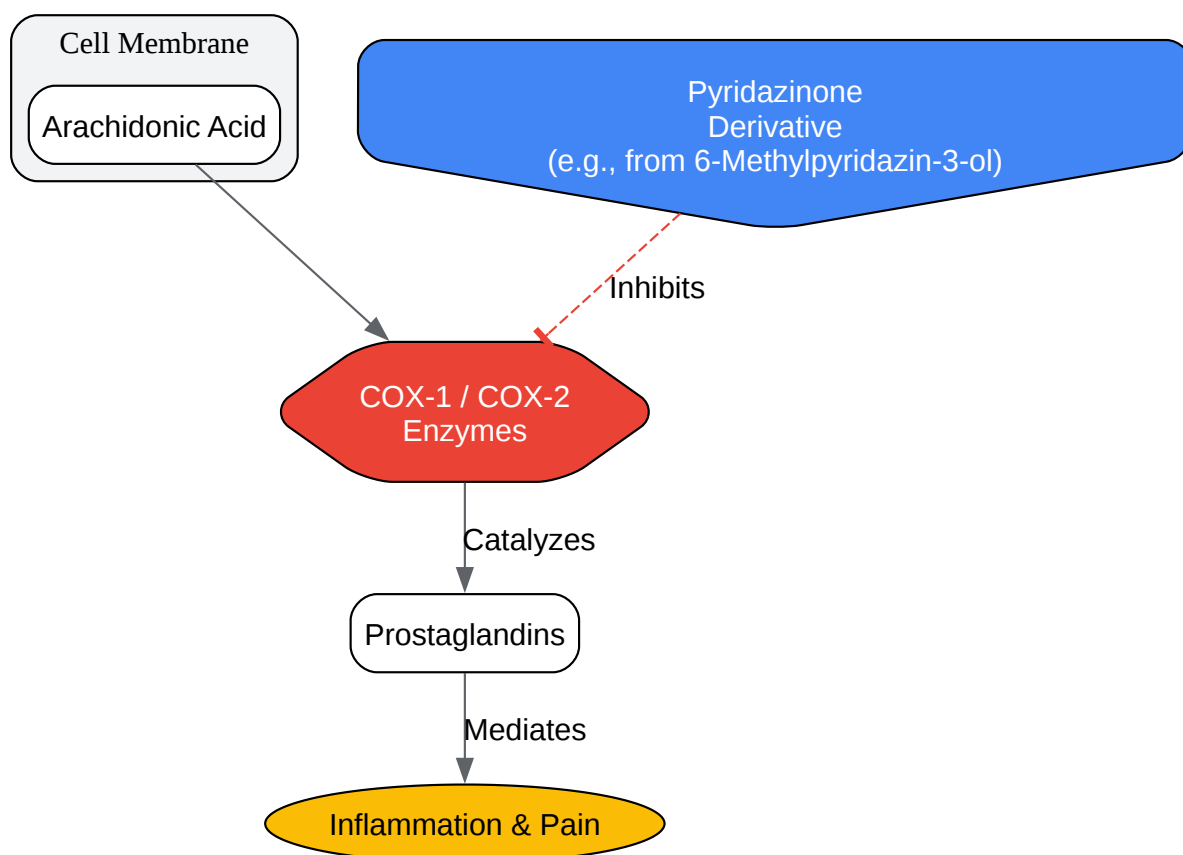 Cell Membrane
Arachidonic Acid
Pyridazinone
Derivative
(e.g., from 6-Methylpyridazin-3-ol)
Inhibits
COX-1 / COX-2
Enzymes
Catalyzes
Prostaglandins
Mediates
Inflammation & Pain